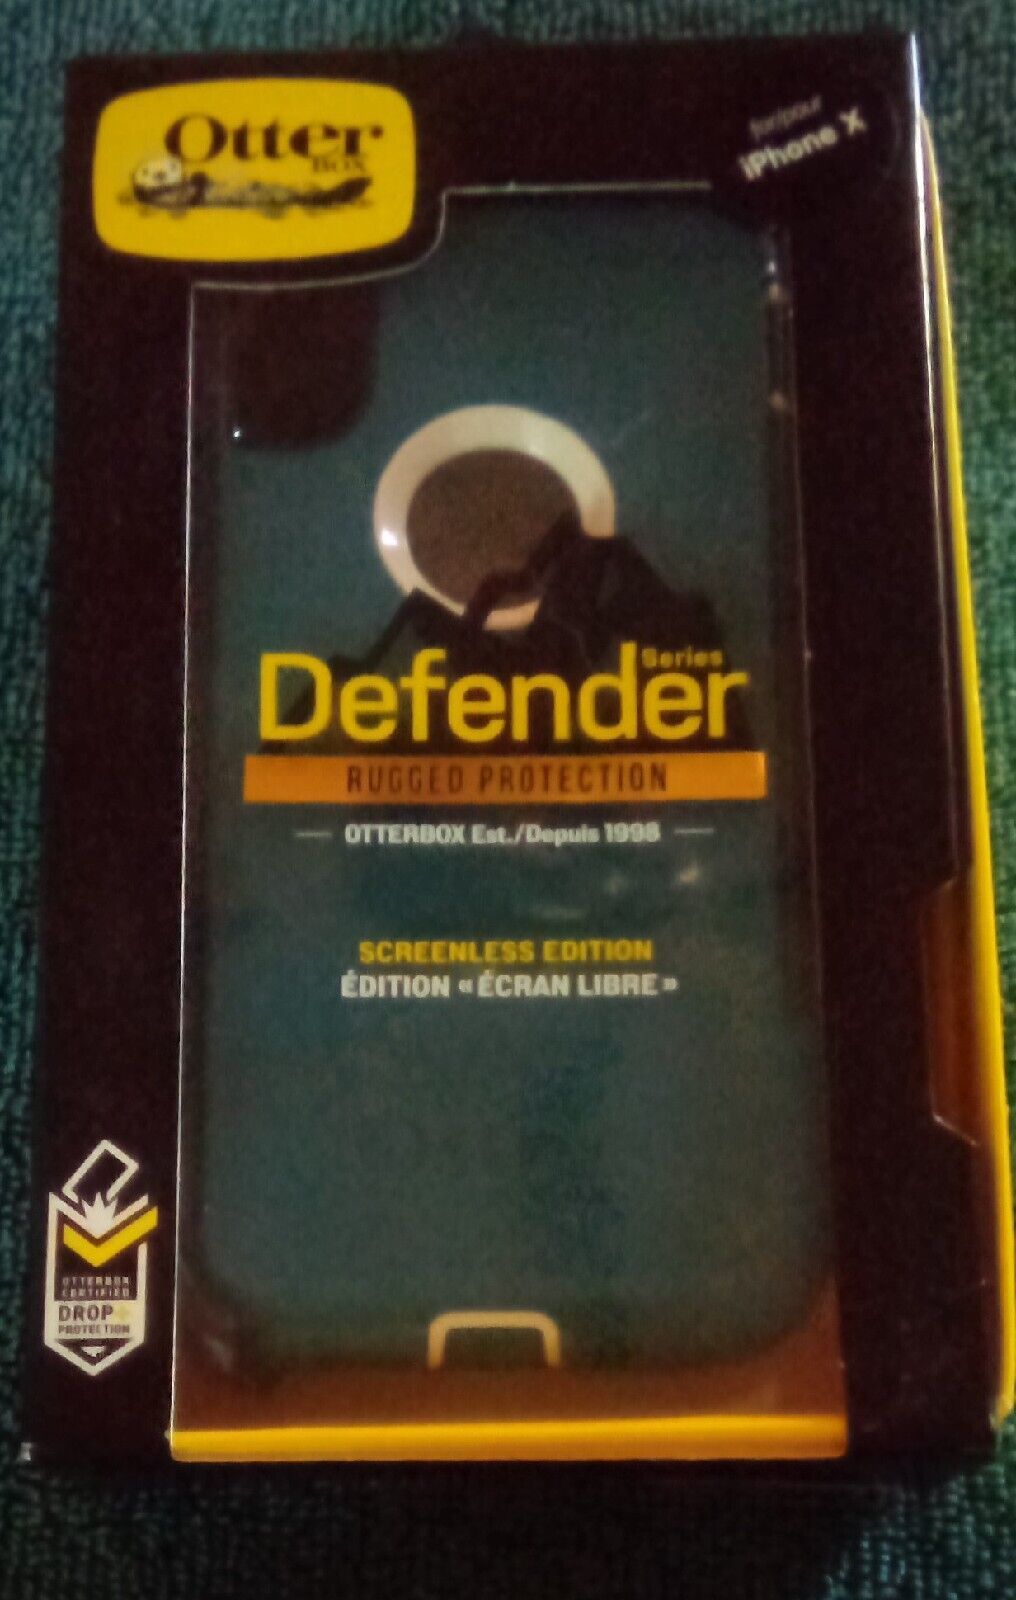 Otter
BOX
for/pour
iPhone X
Series
Defender
RUGGED PROTECTION
OTTERBOX Est./Depuis 1998
SCREENLESS EDITION
ÉDITION « ÉCRAN LIBRE »
OTTERBOX
CERTIFIED
DROP+
PROTECTION